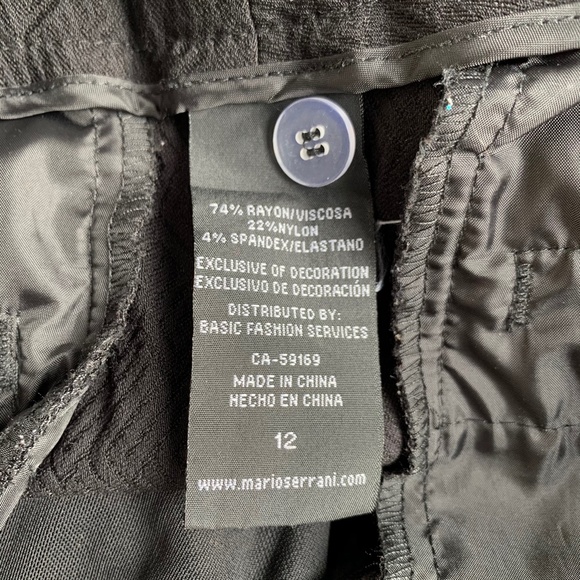 74% RAYON/VISCOSA
22%NYLON
4% SPANDEX/ELASTANO
EXCLUSIVE OF DECORATION
EXCLUSIVO DE DECORACIÓN
DISTRIBUTED BY:
BASIC FASHION SERVICES
CA-59169
MADE IN CHINA
HECHO EN CHINA
12
www.marioserrani.com